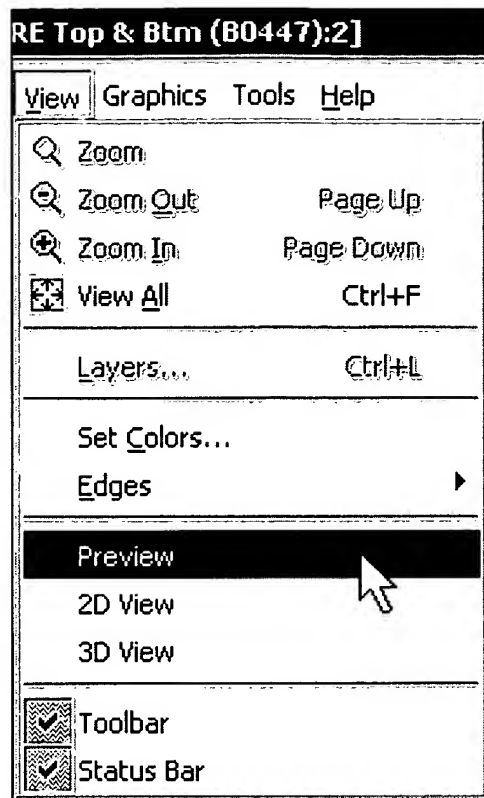 RE Top & Btm (B0447):2]
View Graphics Tools Help
Zoom
Zoom Out Page Up
Zoom In Page Down
View All Ctrl+F
Layers... Ctrl+L
Set Colors...
Edges
Preview
2D View
3D View
Toolbar
Status Bar